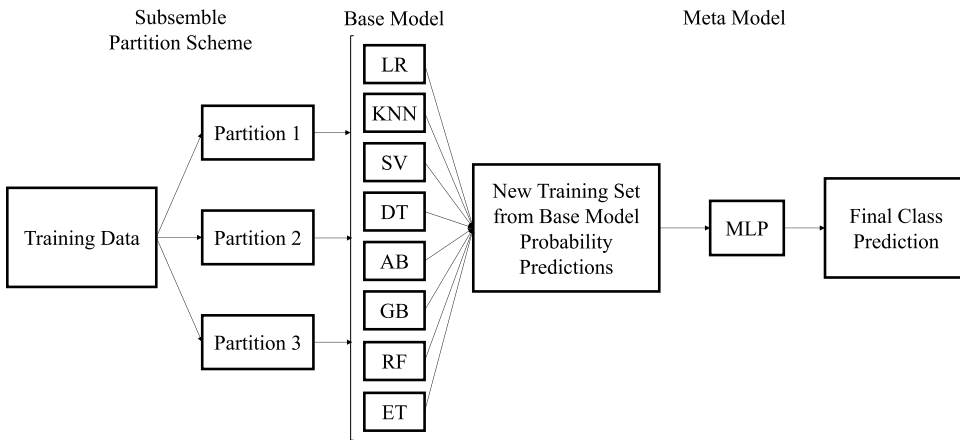 Subsemble
Partition Scheme
Base Model
Meta Model
Training Data
Partition 1
Partition 2
Partition 3
LR
KNN
SV
DT
AB
GB
RF
ET
New Training Set
from Base Model
Probability
Predictions
MLP
Final Class
Prediction